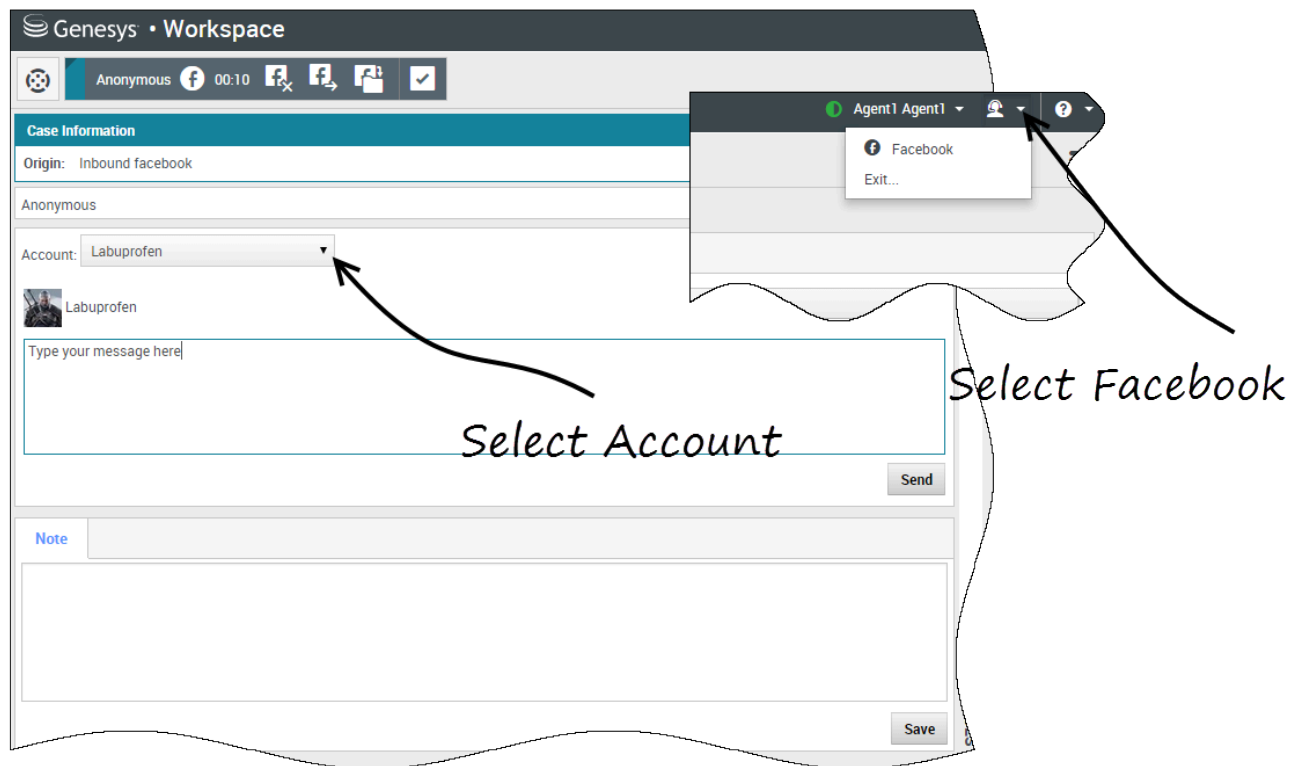 Genesys • Workspace
Anonymous 00:10
Agent1 Agent1
Facebook
Exit...
Case Information
Origin: Inbound facebook
Anonymous
Account: Labuprofen
Labuprofen
Type your message here
Select Facebook
Select Account
Send
Note
Save